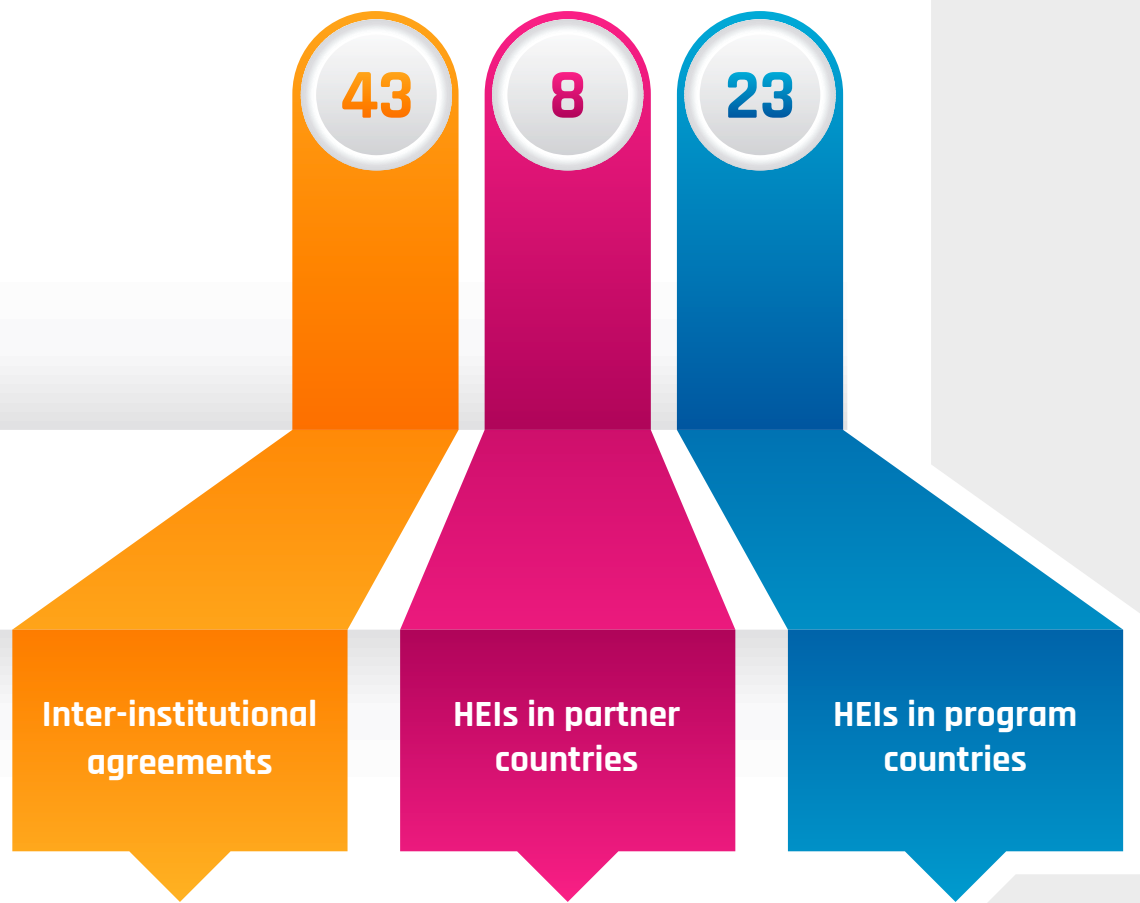 43
8
23
Inter-institutional
agreements
HEIs in partner
countries
HEIs in program
countries